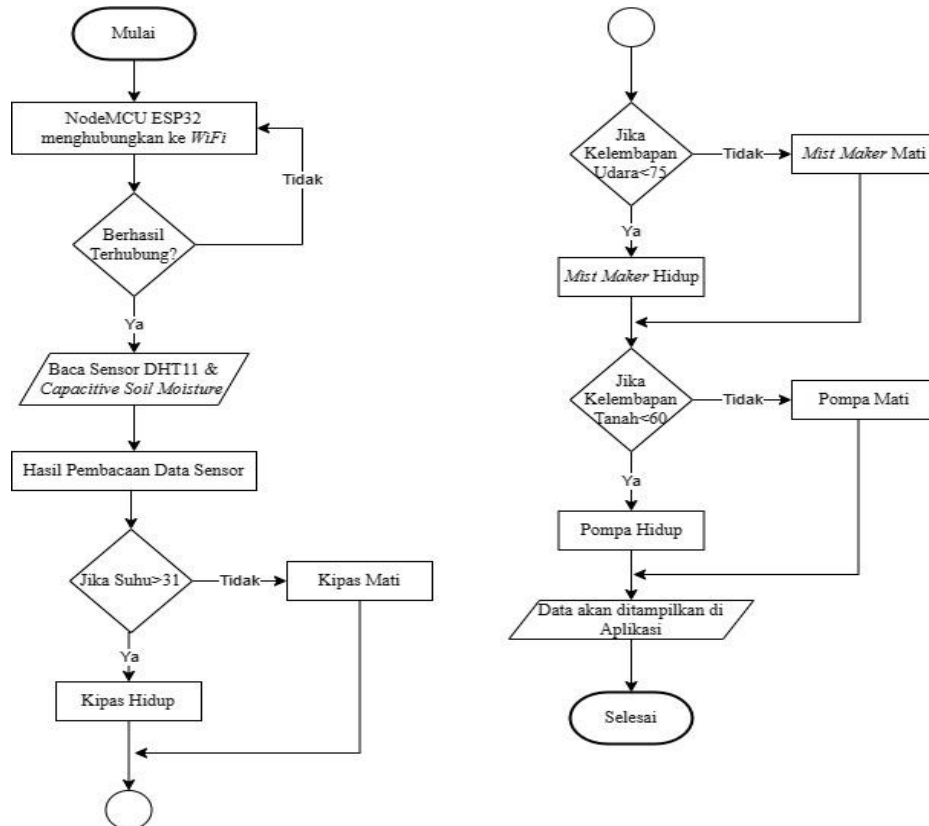 Mulai
NodeMCU ESP32
menghubungkan ke WiFi
Tidak
Berhasil
Terhubung?
Ya
Baca Sensor DHT11 &
Capacitive Soil Moisture
Hasil Pembacaan Data Sensor
Jika Suhu>31
Tidak
Kipas Mati
Ya
Kipas Hidup
Jika
Kelembapan
Udara<75
Tidak
Mist Maker Mati
Ya
Mist Maker Hidup
Jika
Kelembapan
Tanah<60
Tidak
Pompa Mati
Ya
Pompa Hidup
Data akan ditampilkan di
Aplikasi
Selesai